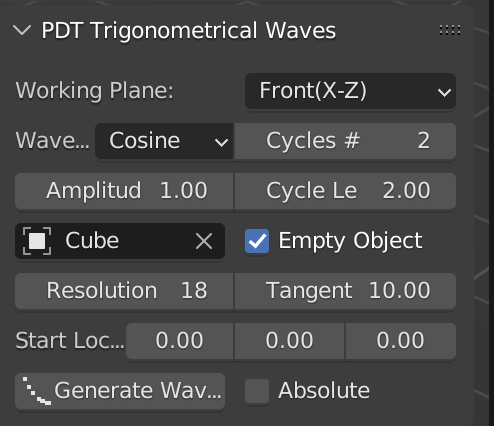 PDT Trigonometrical Waves
Working Plane: Front(X-Z)
Wave... Cosine Cycles # 2
Amplitud 1.00 Cycle Le 2.00
Cube Empty Object
Resolution 18 Tangent 10.00
Start Loc... 0.00 0.00 0.00
Generate Wav... Absolute